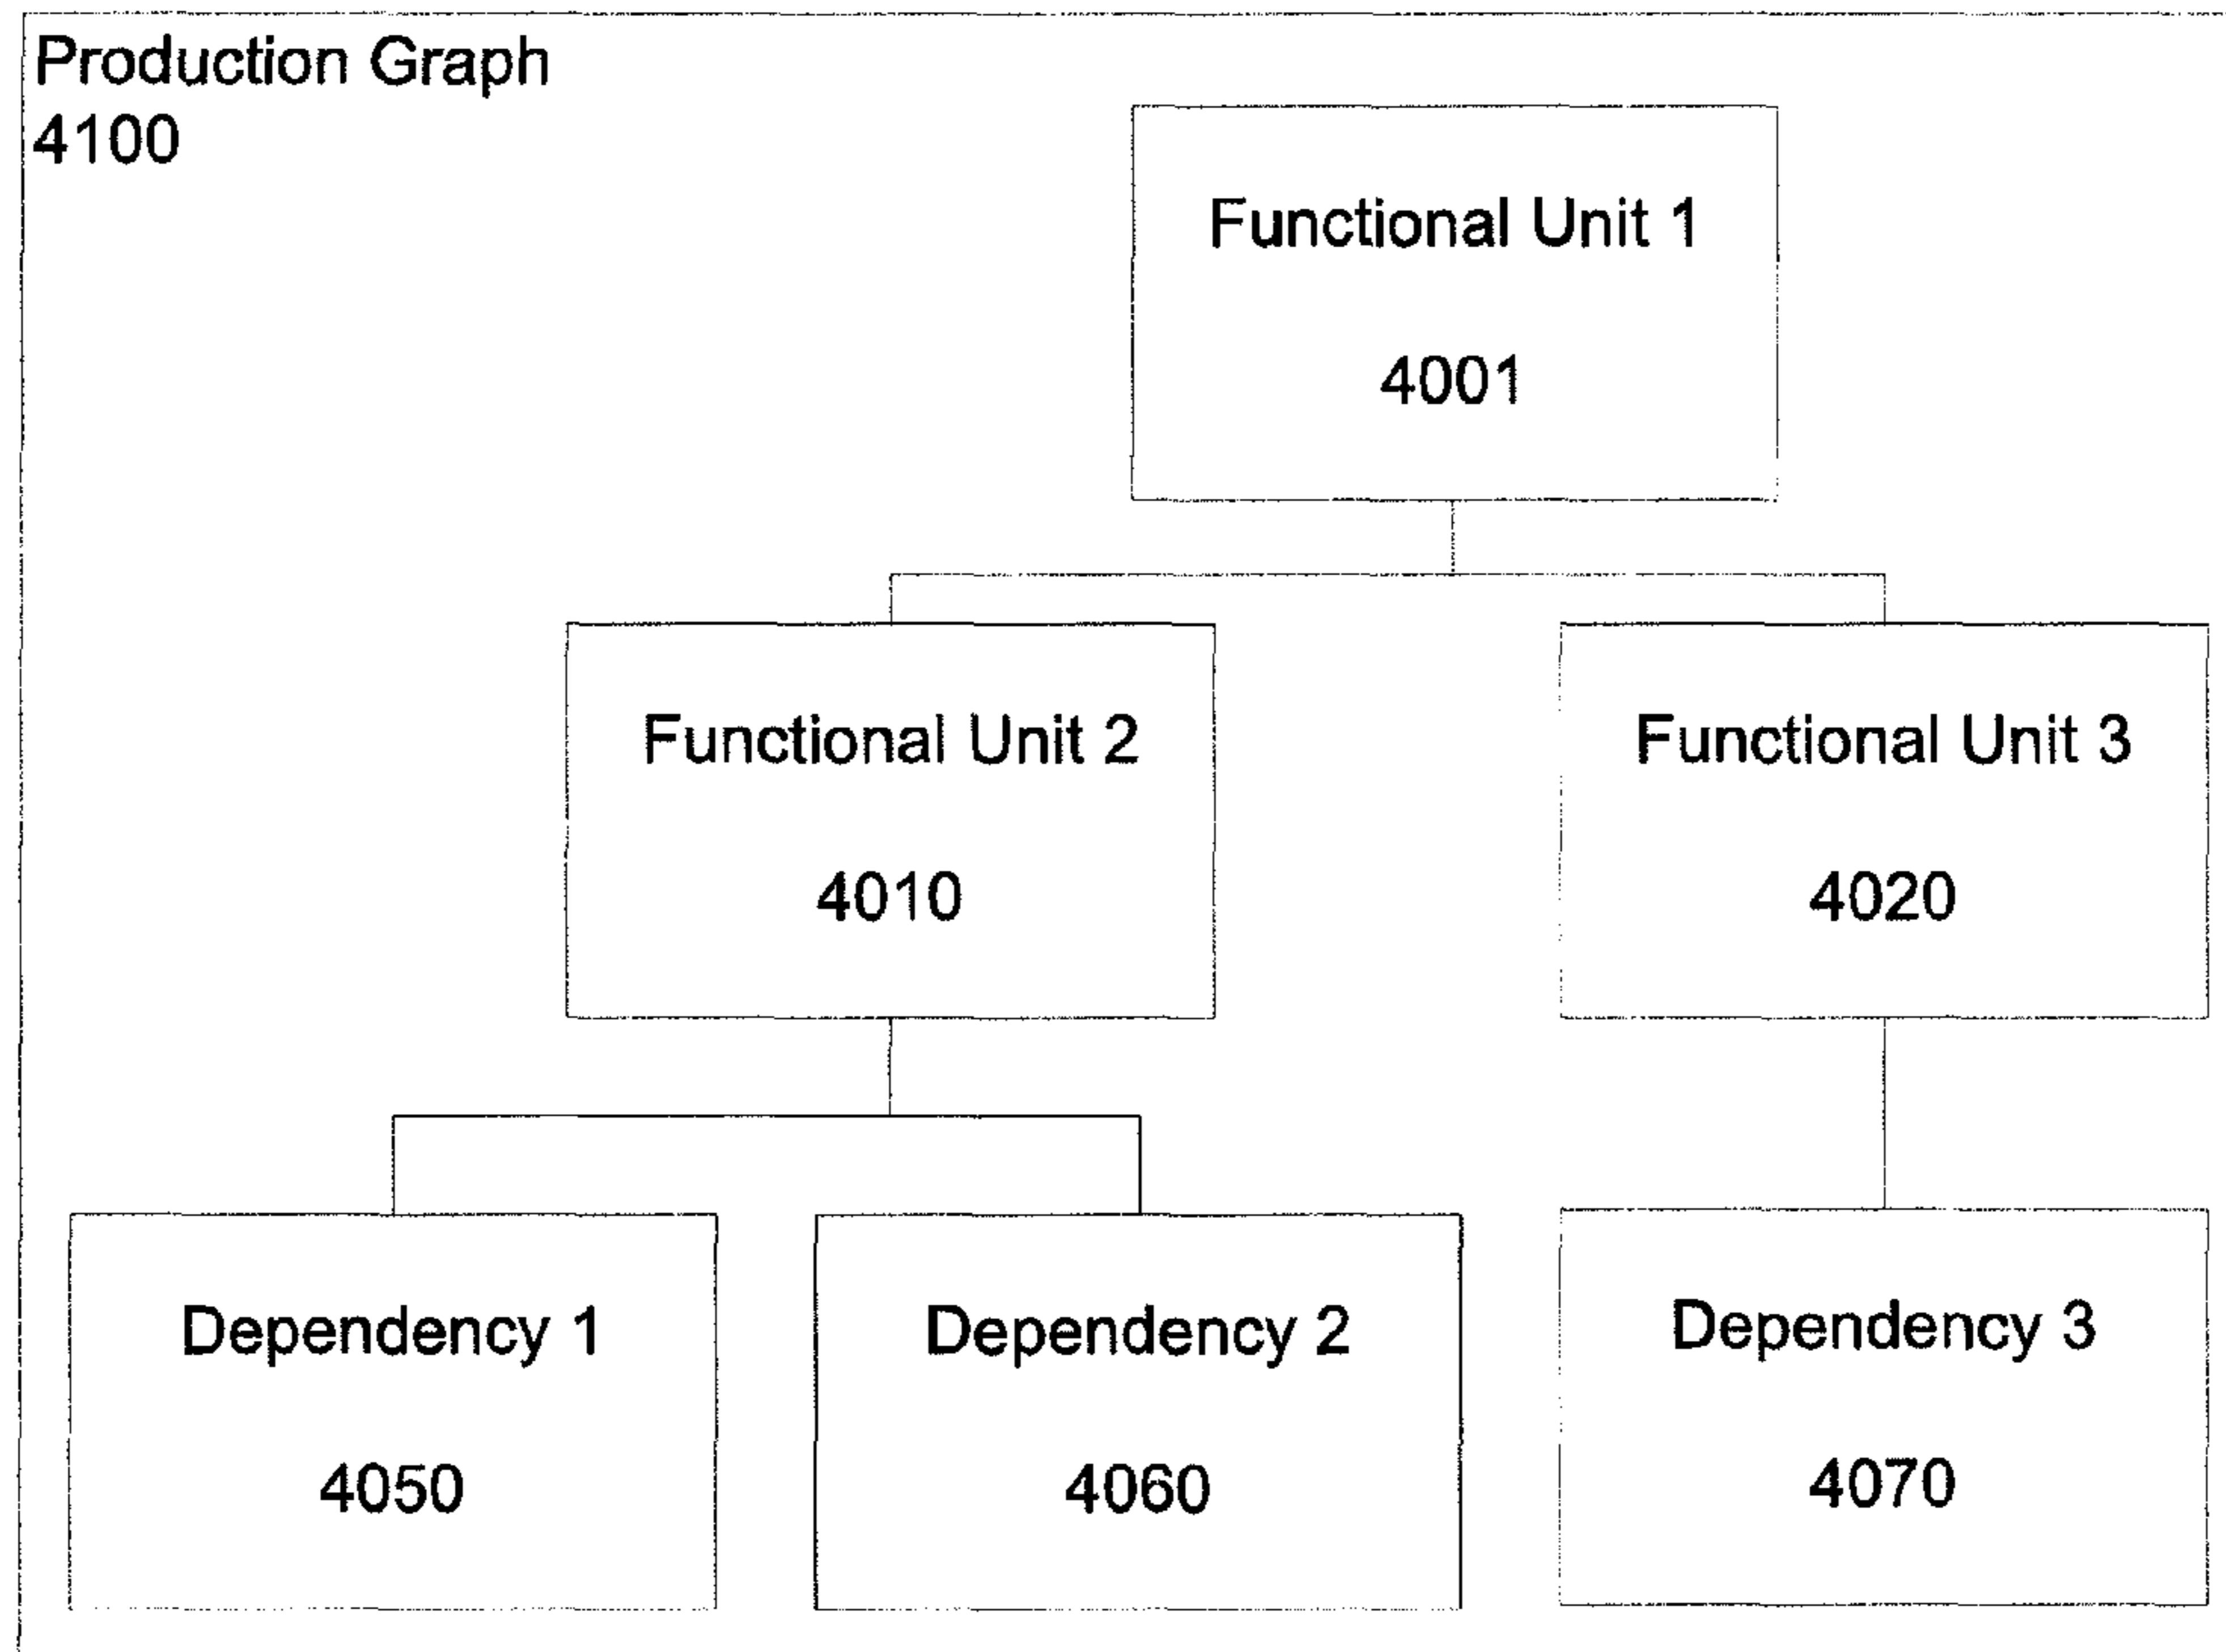 Production Graph
4100
Functional Unit 1
4001
Functional Unit 2
4010
Functional Unit 3
4020
Dependency 1
4050
Dependency 2
4060
Dependency 3
4070